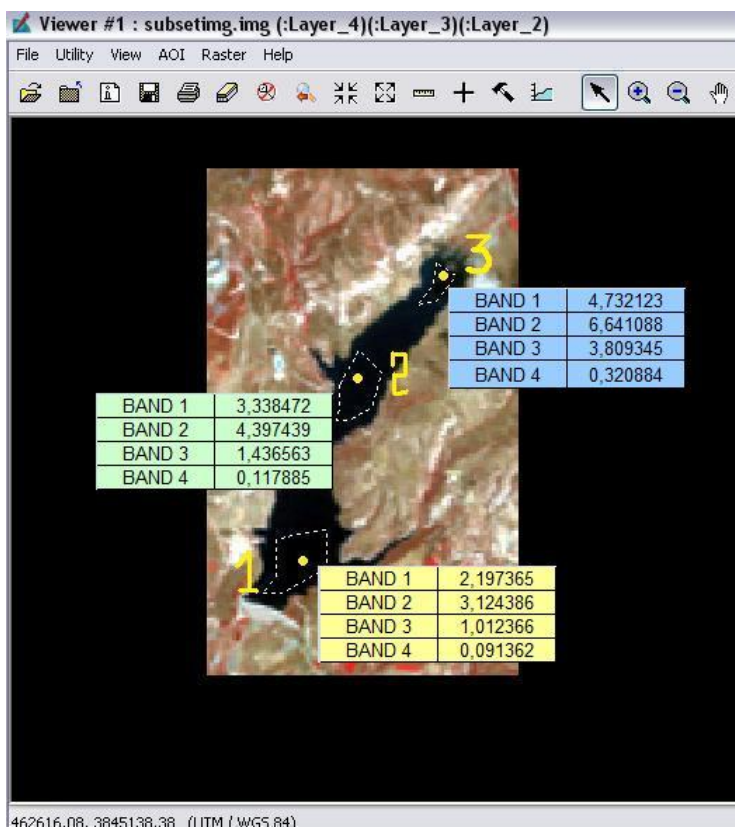 Viewer #1 : subsetimg.img (:Layer_4)(:Layer_3)(:Layer_2)
File Utility View AOI Raster Help
3
BAND 1 4,732123
BAND 2 6,641088
BAND 3 3,809345
BAND 4 0,320884
2
BAND 1 3,338472
BAND 2 4,397439
BAND 3 1,436563
BAND 4 0,117885
1
BAND 1 2,197365
BAND 2 3,124386
BAND 3 1,012366
BAND 4 0,091362
462616.08, 3845138.38 (UTM / WGS 84)